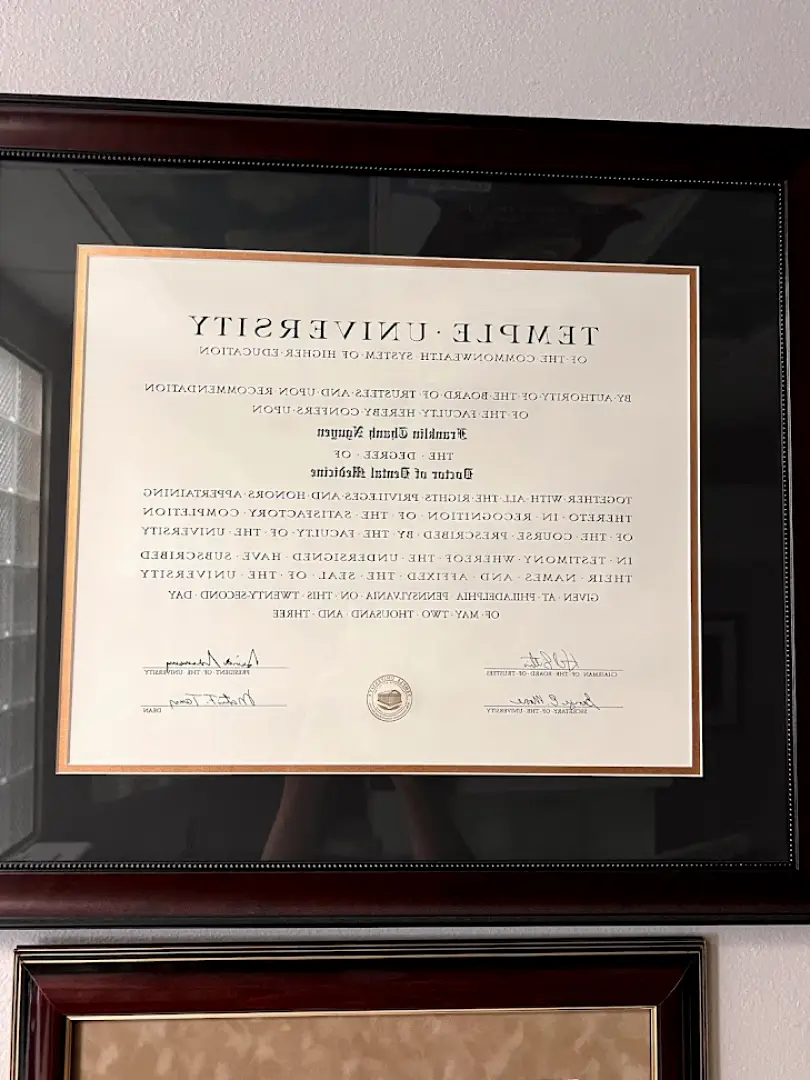 TEMPLE·UNIVERSITY
OF·THE·COMMONWEALTH·SYSTEM·OF·HIGHER·EDUCATION
BY·AUTHORITY·OF·THE·BOARD·OF·TRUSTEES·AND·UPON·RECOMMENDATION
OF·THE·FACULTY·HEREBY·CONFERS·UPON
Franklin Thanh Nguyen
THE·DEGREE·OF
Doctor of Dental Medicine
TOGETHER·WITH·ALL·THE·RIGHTS·PRIVILEGES·AND·HONORS·APPERTAINING
THERETO·IN·RECOGNITION·OF·THE·SATISFACTORY·COMPLETION
OF·THE·COURSE·PRESCRIBED·BY·THE·FACULTY·OF·THE·UNIVERSITY
IN·TESTIMONY·WHEREOF·THE·UNDERSIGNED·HAVE·SUBSCRIBED
THEIR·NAMES·AND·AFFIXED·THE·SEAL·OF·THE·UNIVERSITY
GIVEN·AT·PHILADELPHIA·PENNSYLVANIA·ON·THIS·TWENTY-SECOND·DAY
OF·MAY·TWO·THOUSAND·AND·THREE
CHAIRMAN·OF·THE·BOARD·OF·TRUSTEES
PRESIDENT·OF·THE·UNIVERSITY
SECRETARY·OF·THE·UNIVERSITY
DEAN